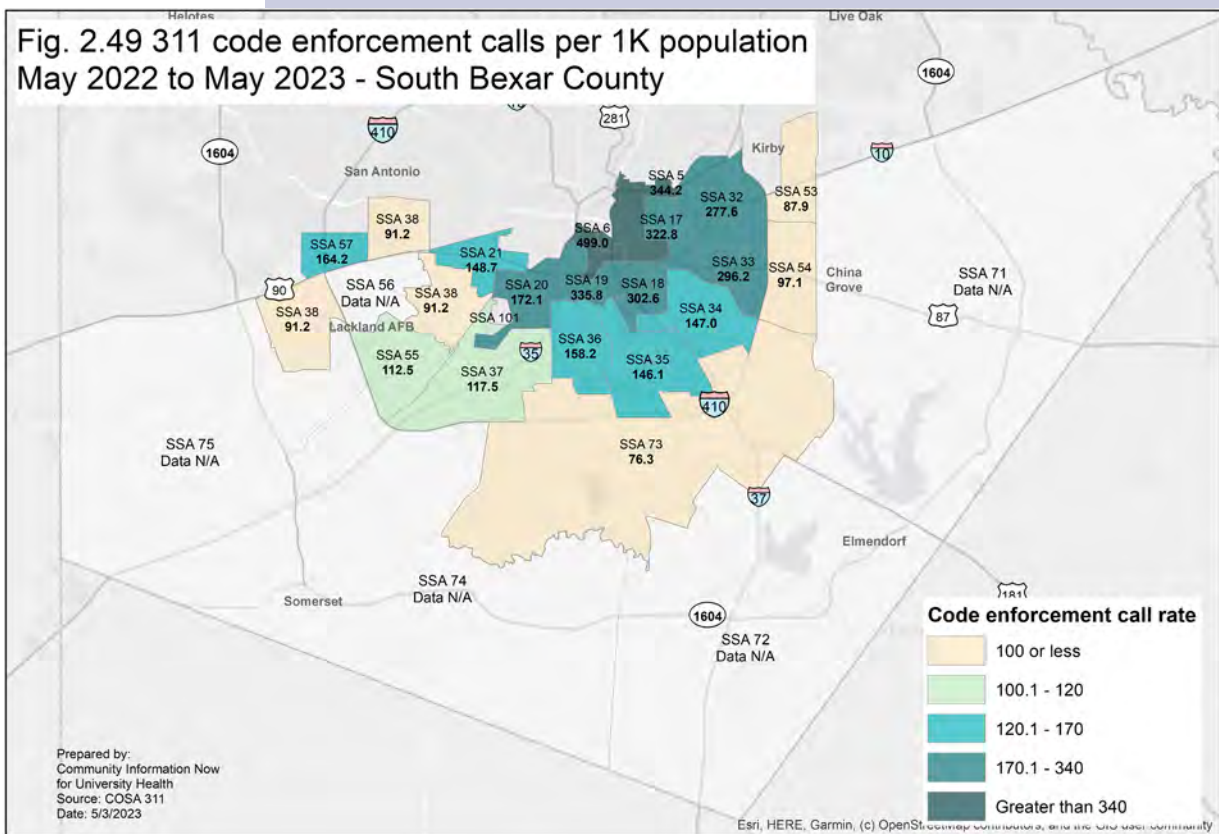 Helotes
Live Oak
Fig. 2.49 311 code enforcement calls per 1K population
May 2022 to May 2023 - South Bexar County
1604
281
410
Kirby
10
1604
San Antonio
SSA 5
344.2
SSA 32
277.6
SSA 53
87.9
SSA 38
91.2
SSA 17
322.8
SSA 6
499.0
SSA 57
164.2
SSA 21
148.7
SSA 33
296.2
SSA 54
97.1
China
Grove
SSA 71
Data N/A
90
SSA 56
Data N/A
SSA 38
91.2
SSA 20
172.1
SSA 19
335.8
SSA 18
302.6
SSA 38
91.2
Lackland AFB
SSA 101
SSA 34
147.0
87
SSA 55
112.5
SSA 37
117.5
35
SSA 36
158.2
SSA 35
146.1
410
SSA 75
Data N/A
SSA 73
76.3
37
Elmendorf
SSA 74
Data N/A
Somerset
1604
181
SSA 72
Data N/A
Code enforcement call rate
100 or less
100.1 - 120
120.1 - 170
170.1 - 340
Greater than 340
Prepared by:
Community Information Now
for University Health
Source: COSA 311
Date: 5/3/2023
Esri, HERE, Garmin, (c) OpenStreetMap contributors, and the GIS user community